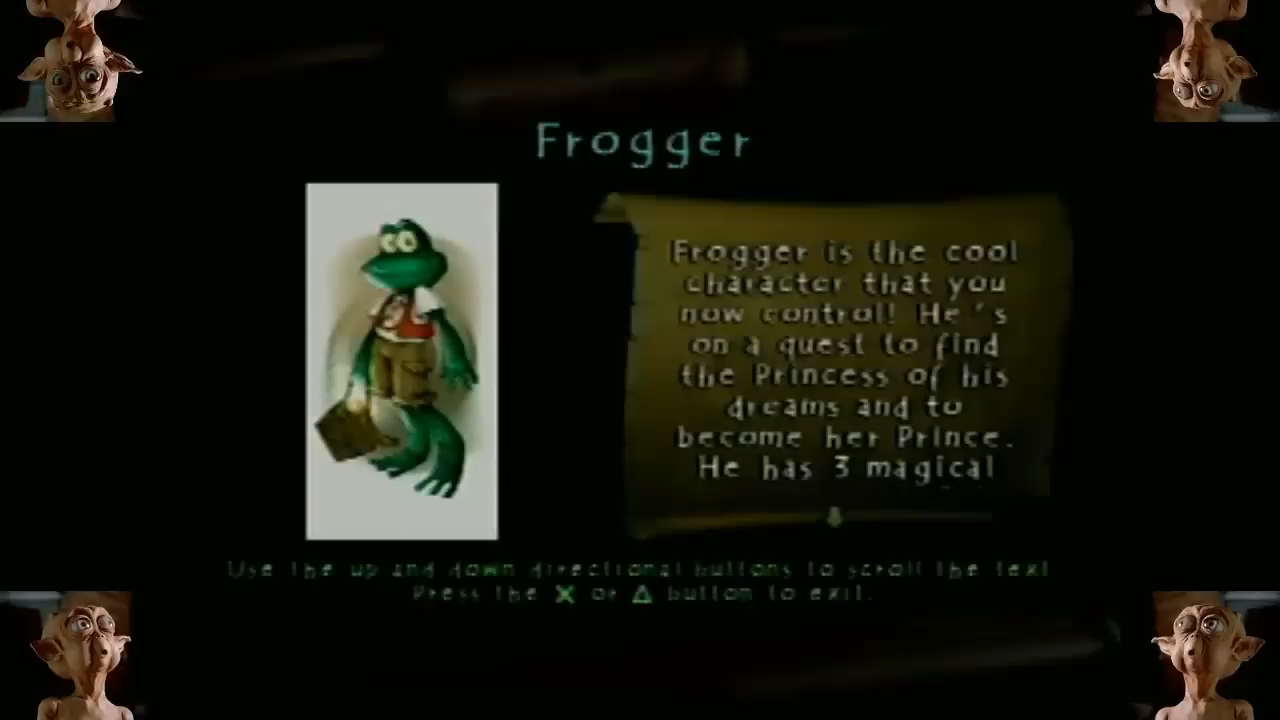 Frogger
Frogger is the cool
character that you
now control! He's
on a quest to find
the Princess of his
dreams and to
become her Prince.
He has 3 magical
Use the up and down directional buttons to scroll the text
Press the X or △ button to exit.